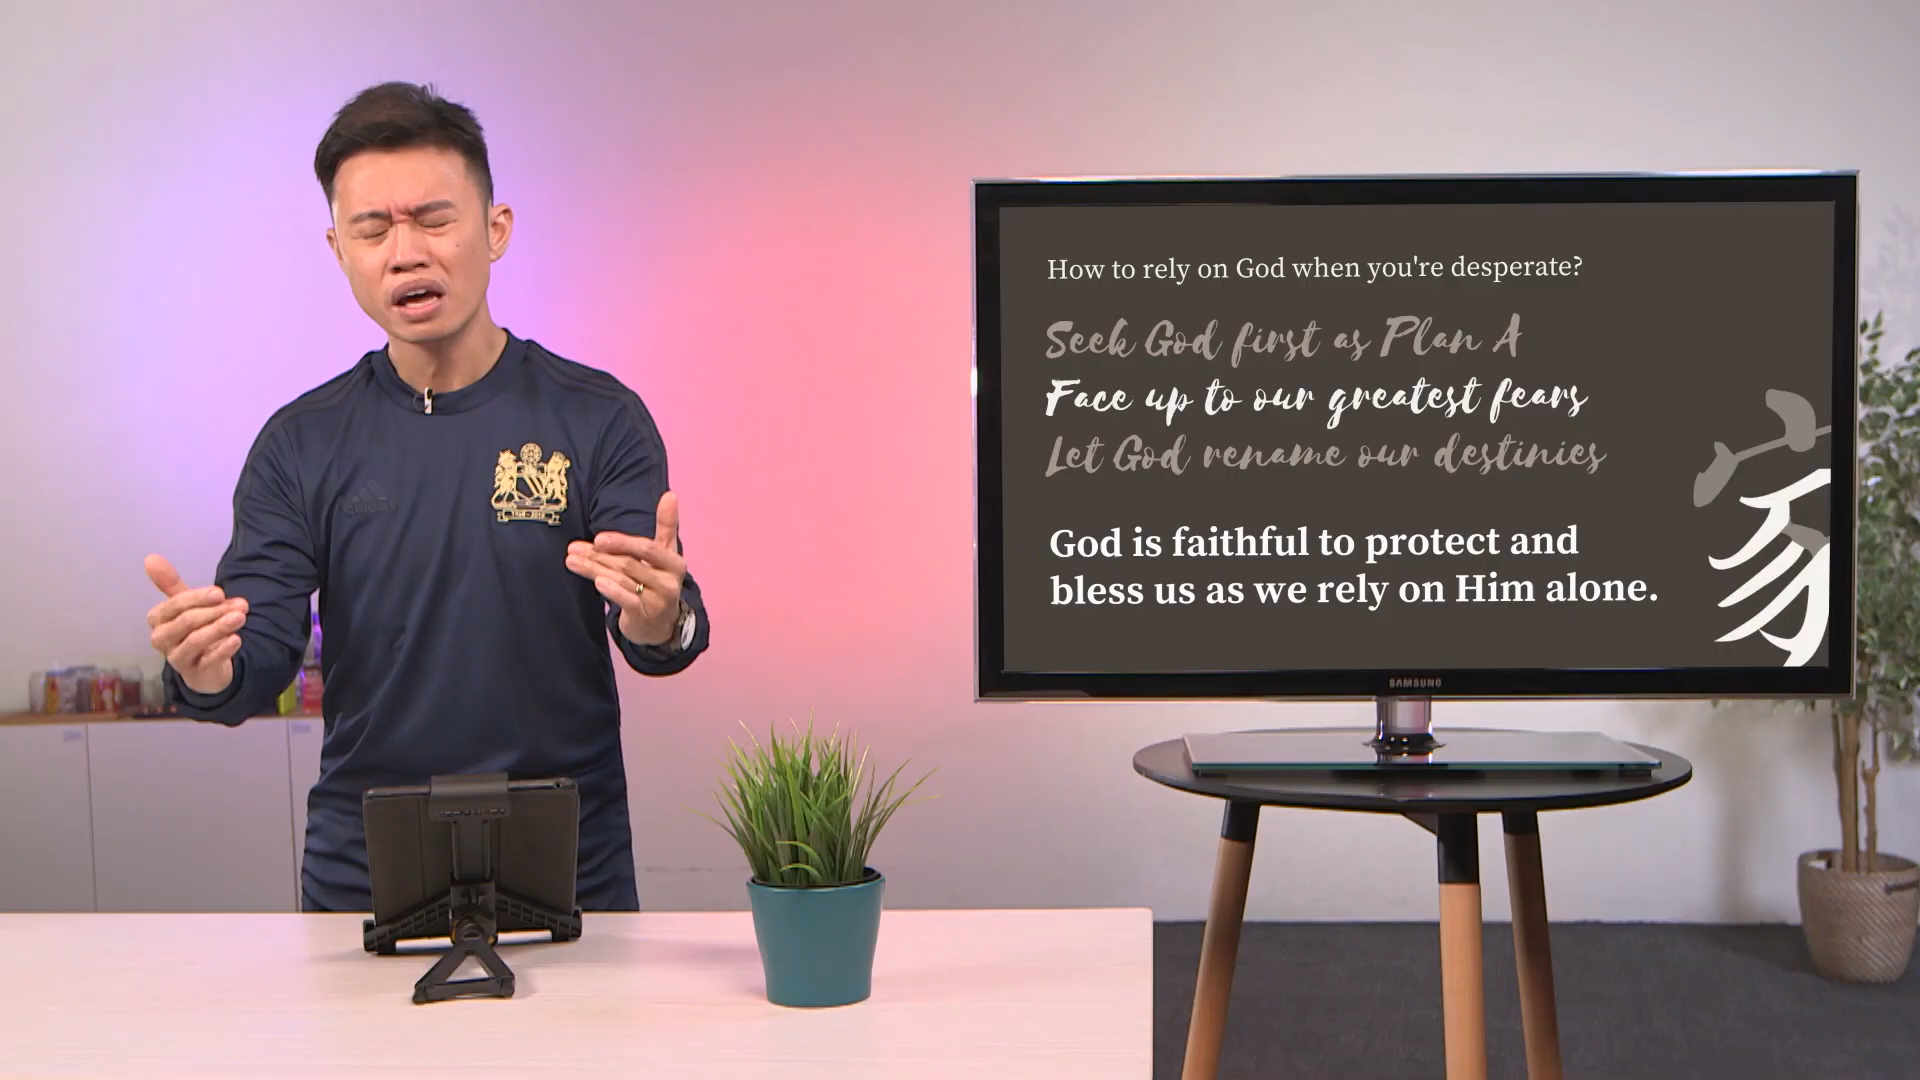 How to rely on God when you're desperate?
Seek God first as Plan A
Face up to our greatest fears
Let God rename our destinies
God is faithful to protect and
bless us as we rely on Him alone.
家
SAMSUNG
adidas